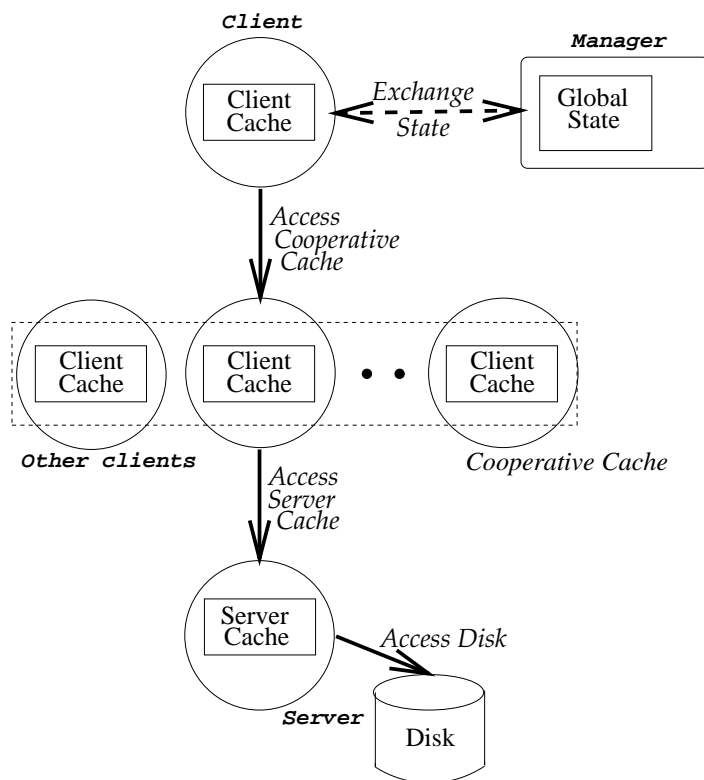 Client
Manager
Client
Cache
Exchange
State
Global
State
Access
Cooperative
Cache
Client
Cache
Client
Cache
Client
Cache
Other clients
Cooperative Cache
Access
Server
Cache
Server
Cache
Access Disk
Server
Disk